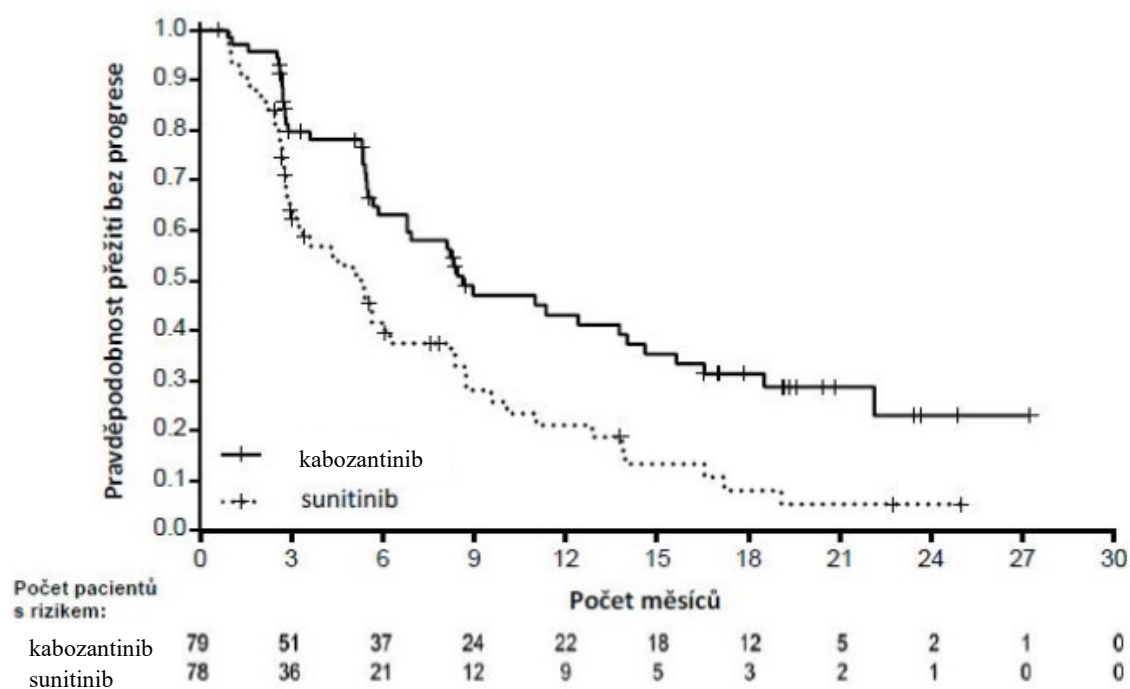 Pravděpodobnost přežití bez progrese
1.0
0.9
0.8
0.7
0.6
0.5
0.4
0.3
0.2
0.1
0.0
kabozantinib
sunitinib
0 3 6 9 12 15 18 21 24 27 30
Počet měsíců
Počet pacientů
s rizikem:
kabozantinib 79 51 37 24 22 18 12 5 2 1 0
sunitinib 78 36 21 12 9 5 3 2 1 0 0